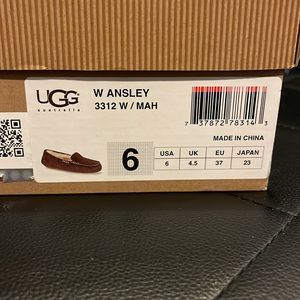 UGG
australia
W ANSLEY
3312 W / MAH
7 37872 78314 3
MADE IN CHINA
6
USA UK EU JAPAN
6 4.5 37 23